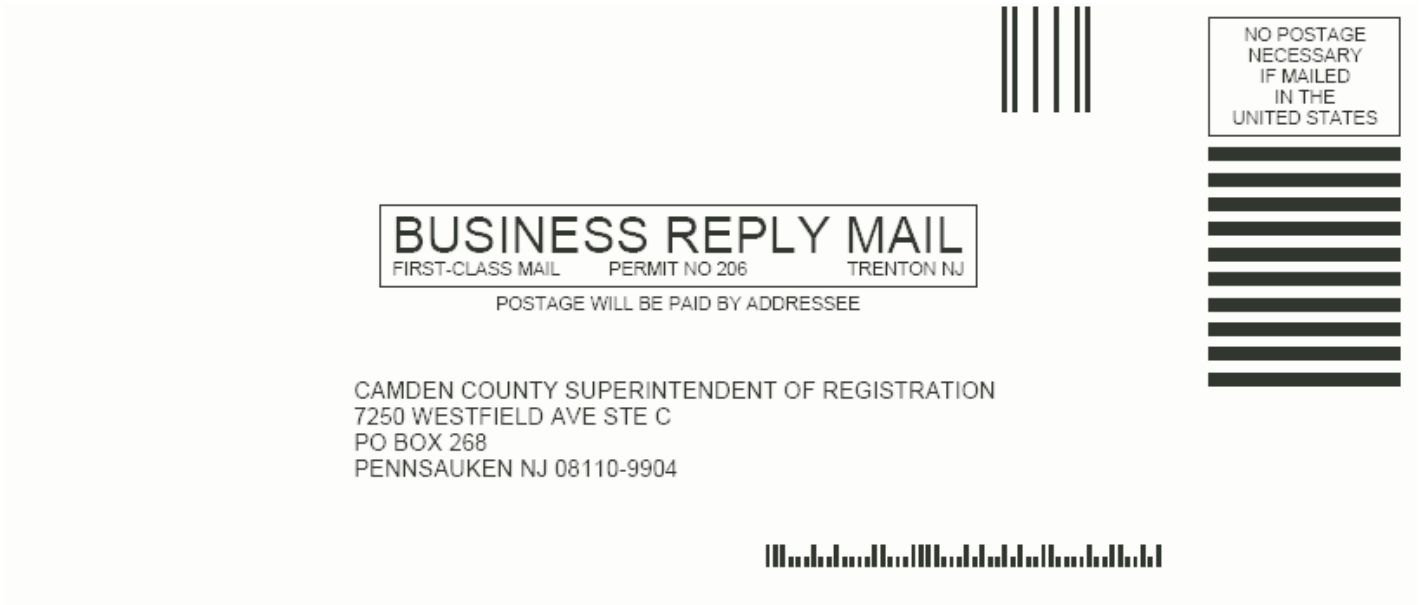 NO POSTAGE
NECESSARY
IF MAILED
IN THE
UNITED STATES
BUSINESS REPLY MAIL
FIRST-CLASS MAIL PERMIT NO 206 TRENTON NJ
POSTAGE WILL BE PAID BY ADDRESSEE
CAMDEN COUNTY SUPERINTENDENT OF REGISTRATION
7250 WESTFIELD AVE STE C
PO BOX 268
PENNSAUKEN NJ 08110-9904